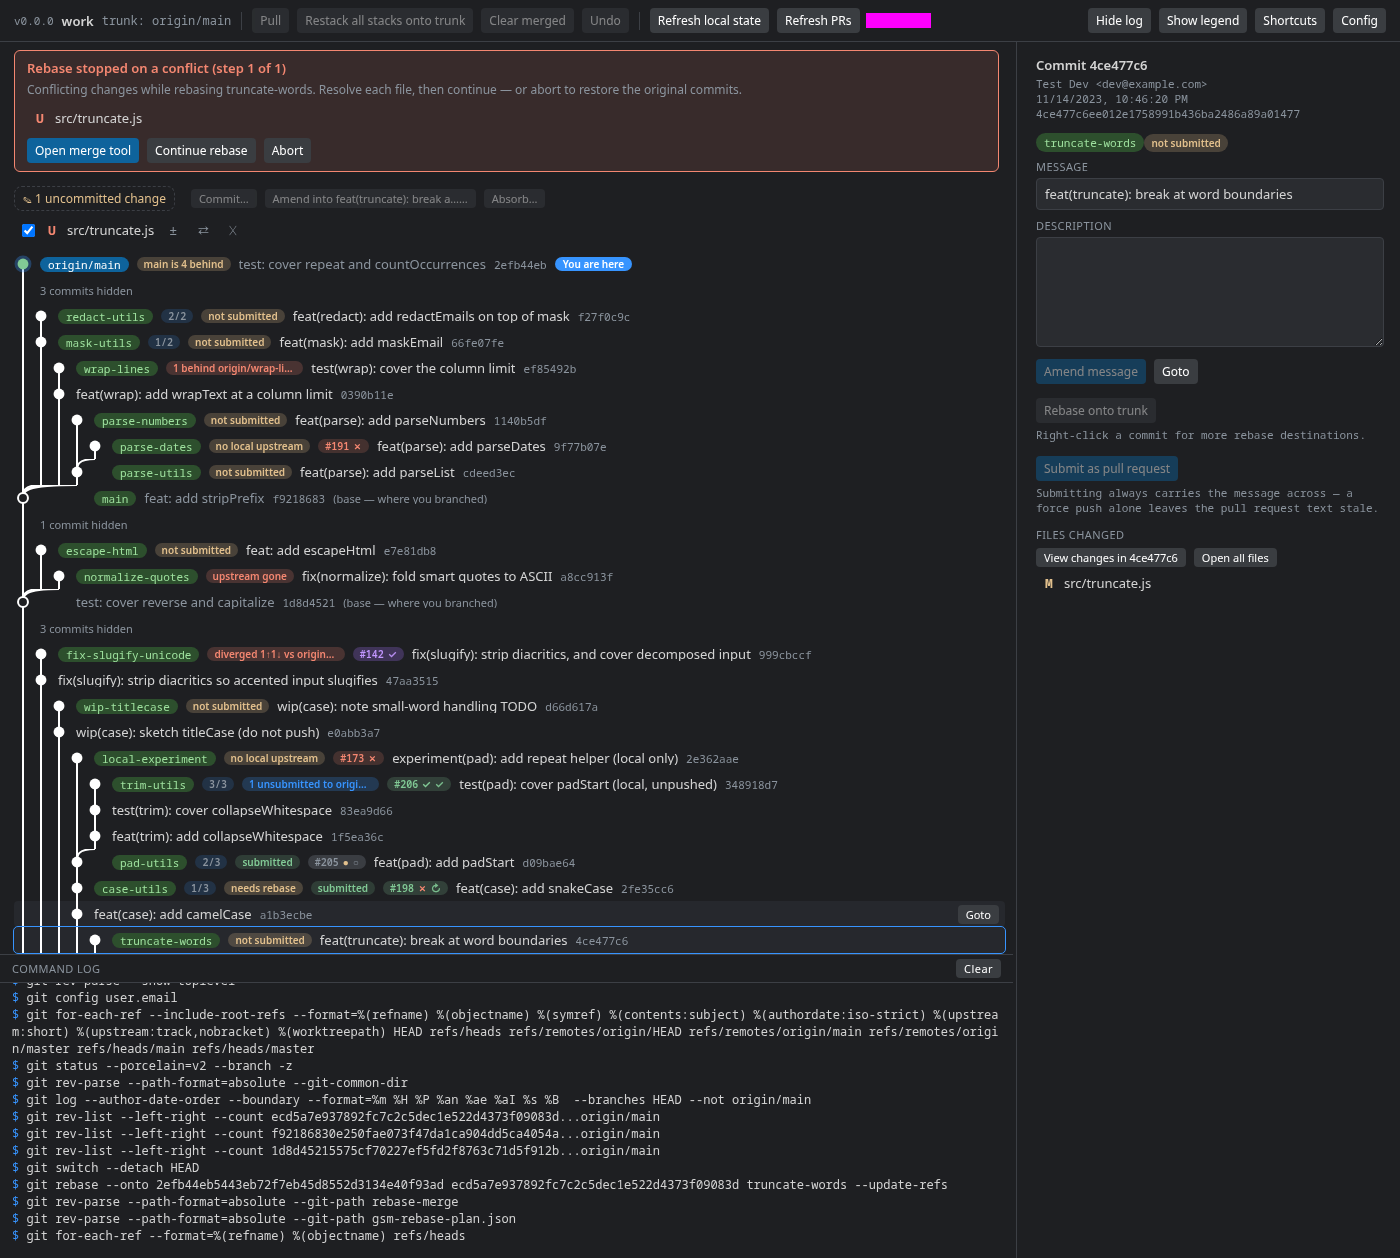 v0.0.0 work trunk: origin/main Pull Restack all stacks onto trunk Clear merged Undo Refresh local state Refresh PRs Hide log Show legend Shortcuts Config
Rebase stopped on a conflict (step 1 of 1)
Conflicting changes while rebasing truncate-words. Resolve each file, then continue — or abort to restore the original commits.
U src/truncate.js
Open merge tool Continue rebase Abort
✎ 1 uncommitted change Commit... Amend into feat(truncate): break a...... Absorb...
U src/truncate.js ± ⇄ X
origin/main main is 4 behind test: cover repeat and countOccurrences 2efb44eb You are here
3 commits hidden
redact-utils 2/2 not submitted feat(redact): add redactEmails on top of mask f27f0c9c
mask-utils 1/2 not submitted feat(mask): add maskEmail 66fe07fe
wrap-lines 1 behind origin/wrap-li... test(wrap): cover the column limit ef85492b
feat(wrap): add wrapText at a column limit 0390b11e
parse-numbers not submitted feat(parse): add parseNumbers 1140b5df
parse-dates no local upstream #191 × feat(parse): add parseDates 9f77b07e
parse-utils not submitted feat(parse): add parseList cdeed3ec
main feat: add stripPrefix f9218683 (base — where you branched)
1 commit hidden
escape-html not submitted feat: add escapeHtml e7e81db8
normalize-quotes upstream gone fix(normalize): fold smart quotes to ASCII a8cc913f
test: cover reverse and capitalize 1d8d4521 (base — where you branched)
3 commits hidden
fix-slugify-unicode diverged 1↑1↓ vs origin... #142 ✓ fix(slugify): strip diacritics, and cover decomposed input 999cbccf
fix(slugify): strip diacritics so accented input slugifies 47aa3515
wip-titlecase not submitted wip(case): note small-word handling TODO d66d617a
wip(case): sketch titleCase (do not push) e0abb3a7
local-experiment no local upstream #173 × experiment(pad): add repeat helper (local only) 2e362aae
trim-utils 3/3 1 unsubmitted to origi... #206 ✓ ✓ test(pad): cover padStart (local, unpushed) 348918d7
test(trim): cover collapseWhitespace 83ea9d66
feat(trim): add collapseWhitespace 1f5ea36c
pad-utils 2/3 submitted #205 ● ○ feat(pad): add padStart d09bae64
case-utils 1/3 needs rebase submitted #198 × ↻ feat(case): add snakeCase 2fe35cc6
feat(case): add camelCase a1b3ecbe Goto
truncate-words not submitted feat(truncate): break at word boundaries 4ce477c6
COMMAND LOG Clear
$ git rev-parse --show-toplevel
$ git config user.email
$ git for-each-ref --include-root-refs --format=%(refname) %(objectname) %(symref) %(contents:subject) %(authordate:iso-strict) %(upstrea
m:short) %(upstream:track,nobracket) %(worktreepath) HEAD refs/heads refs/remotes/origin/HEAD refs/remotes/origin/main refs/remotes/origi
n/master refs/heads/main refs/heads/master
$ git status --porcelain=v2 --branch -z
$ git rev-parse --path-format=absolute --git-common-dir
$ git log --author-date-order --boundary --format=%m %H %P %an %ae %aI %s %B --branches HEAD --not origin/main
$ git rev-list --left-right --count ecd5a7e937892fc7c2c5dec1e522d4373f09083d...origin/main
$ git rev-list --left-right --count f92186830e250fae073f47da1ca904dd5ca4054a...origin/main
$ git rev-list --left-right --count 1d8d45215575cf70227ef5fd2f8763c71d5f912b...origin/main
$ git switch --detach HEAD
$ git rebase --onto 2efb44eb5443eb72f7eb45d8552d3134e40f93ad ecd5a7e937892fc7c2c5dec1e522d4373f09083d truncate-words --update-refs
$ git rev-parse --path-format=absolute --git-path rebase-merge
$ git rev-parse --path-format=absolute --git-path gsm-rebase-plan.json
$ git for-each-ref --format=%(refname) %(objectname) refs/heads
Commit 4ce477c6
Test Dev <dev@example.com>
11/14/2023, 10:46:20 PM
4ce477c6ee012e1758991b436ba2486a89a01477
truncate-words not submitted
MESSAGE
feat(truncate): break at word boundaries
DESCRIPTION
Amend message Goto
Rebase onto trunk
Right-click a commit for more rebase destinations.
Submit as pull request
Submitting always carries the message across — a
force push alone leaves the pull request text stale.
FILES CHANGED
View changes in 4ce477c6 Open all files
M src/truncate.js